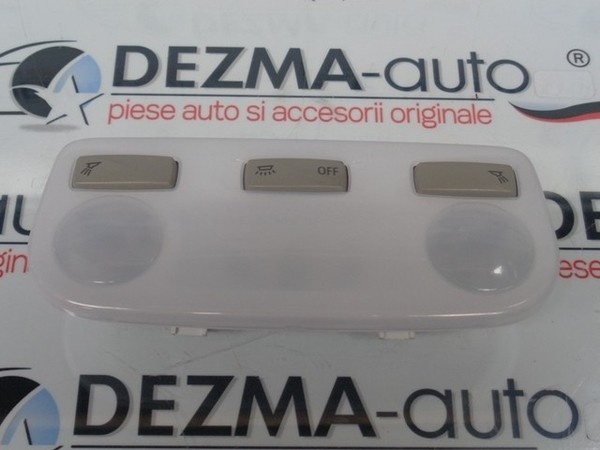 DEZMA-auto ®
piese auto si accesorii originale
OFF
DEZMA-auto